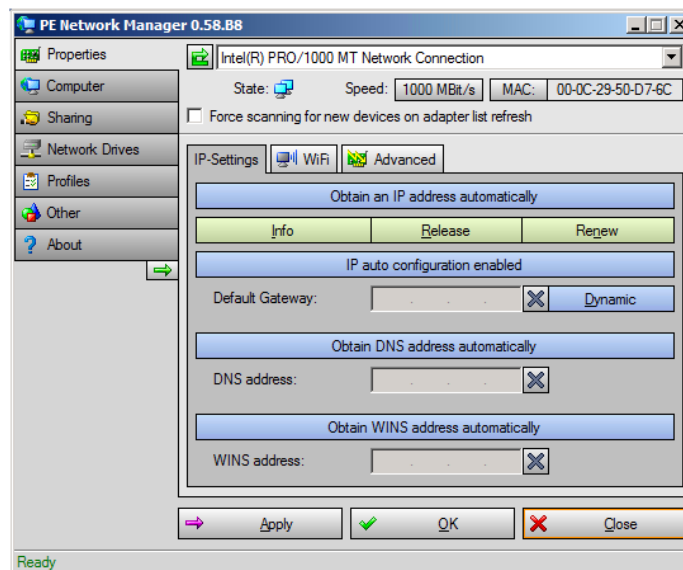 PE Network Manager 0.58.B8
Properties
Computer
Sharing
Network Drives
Profiles
Other
About
Intel(R) PRO/1000 MT Network Connection
State: Speed: 1000 MBit/s MAC: 00-0C-29-50-D7-6C
Force scanning for new devices on adapter list refresh
IP-Settings WiFi Advanced
Obtain an IP address automatically
Info Release Renew
IP auto configuration enabled
Default Gateway: . . . Dynamic
Obtain DNS address automatically
DNS address: . . .
Obtain WINS address automatically
WINS address: . . .
Apply OK Close
Ready